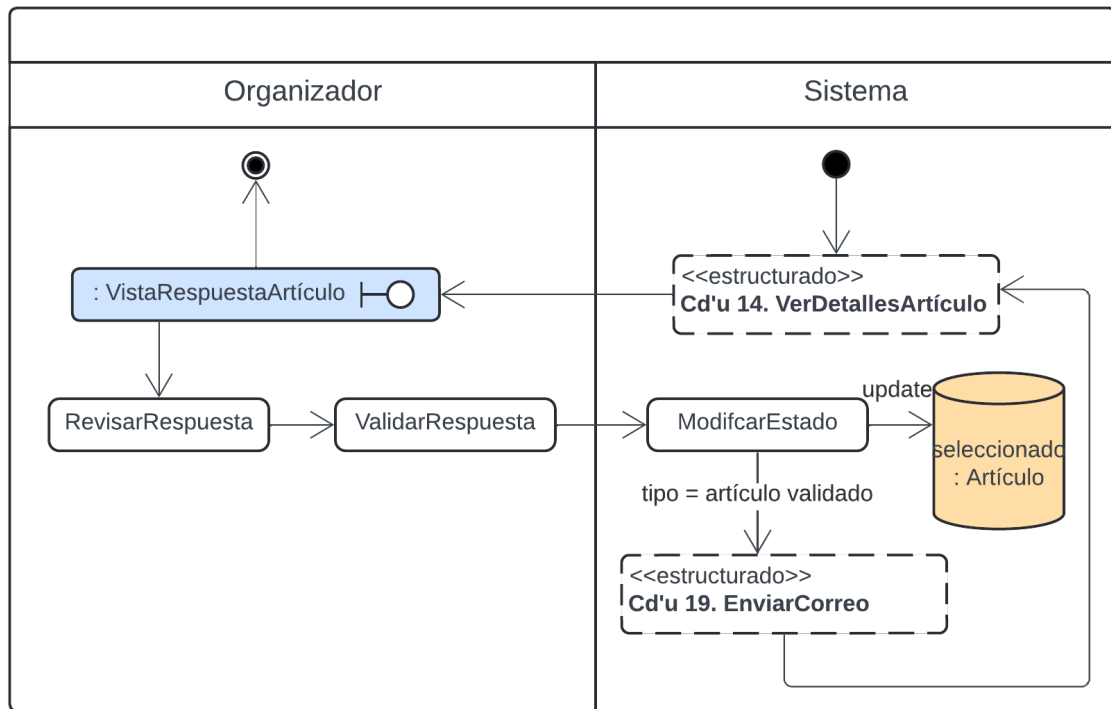 Organizador
Sistema
<<estructurado>>
Cd'u 14. VerDetallesArtículo
: VistaRespuestaArtículo
update
RevisarRespuesta
ValidarRespuesta
ModifcarEstado
seleccionado
: Artículo
tipo = artículo validado
<<estructurado>>
Cd'u 19. EnviarCorreo